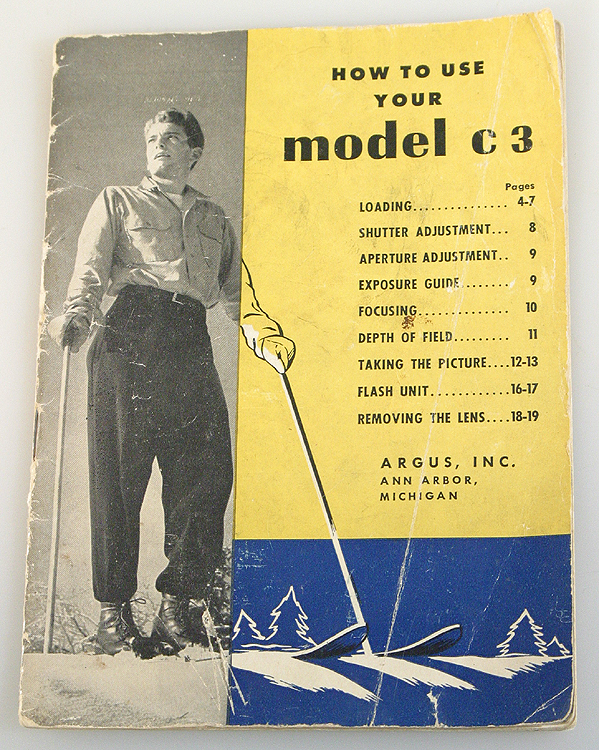 HOW TO USE
YOUR
model c3
Pages
LOADING............... 4-7
SHUTTER ADJUSTMENT... 8
APERTURE ADJUSTMENT.. 9
EXPOSURE GUIDE........ 9
FOCUSING.............. 10
DEPTH OF FIELD......... 11
TAKING THE PICTURE....12-13
FLASH UNIT............16-17
REMOVING THE LENS....18-19
ARGUS, INC.
ANN ARBOR,
MICHIGAN